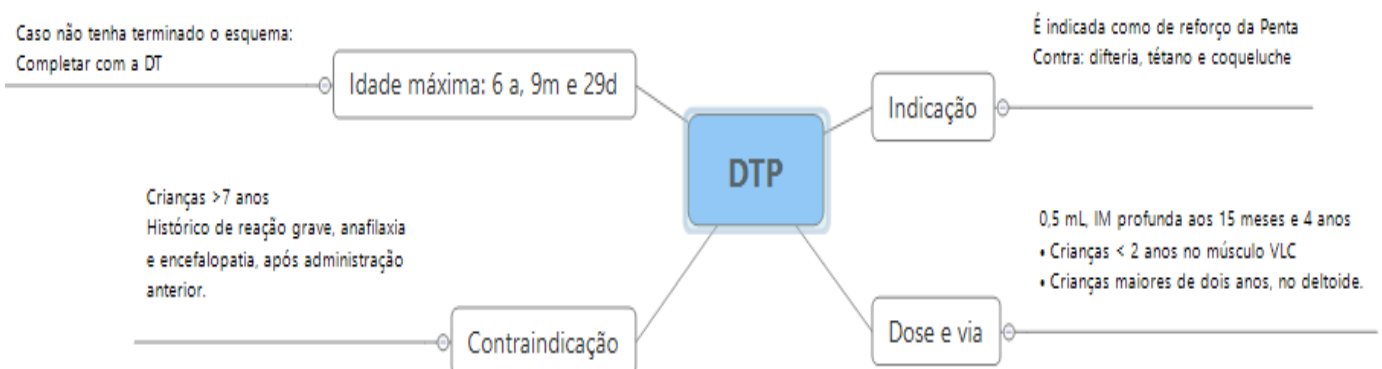 DTP
Indicação
É indicada como de reforço da Penta
Contra: difteria, tétano e coqueluche
Dose e via
0,5 mL, IM profunda aos 15 meses e 4 anos
• Crianças < 2 anos no músculo VLC
• Crianças maiores de dois anos, no deltoide.
Idade máxima: 6 a, 9m e 29d
Caso não tenha terminado o esquema:
Completar com a DT
Contraindicação
Crianças >7 anos
Histórico de reação grave, anafilaxia
e encefalopatia, após administração
anterior.